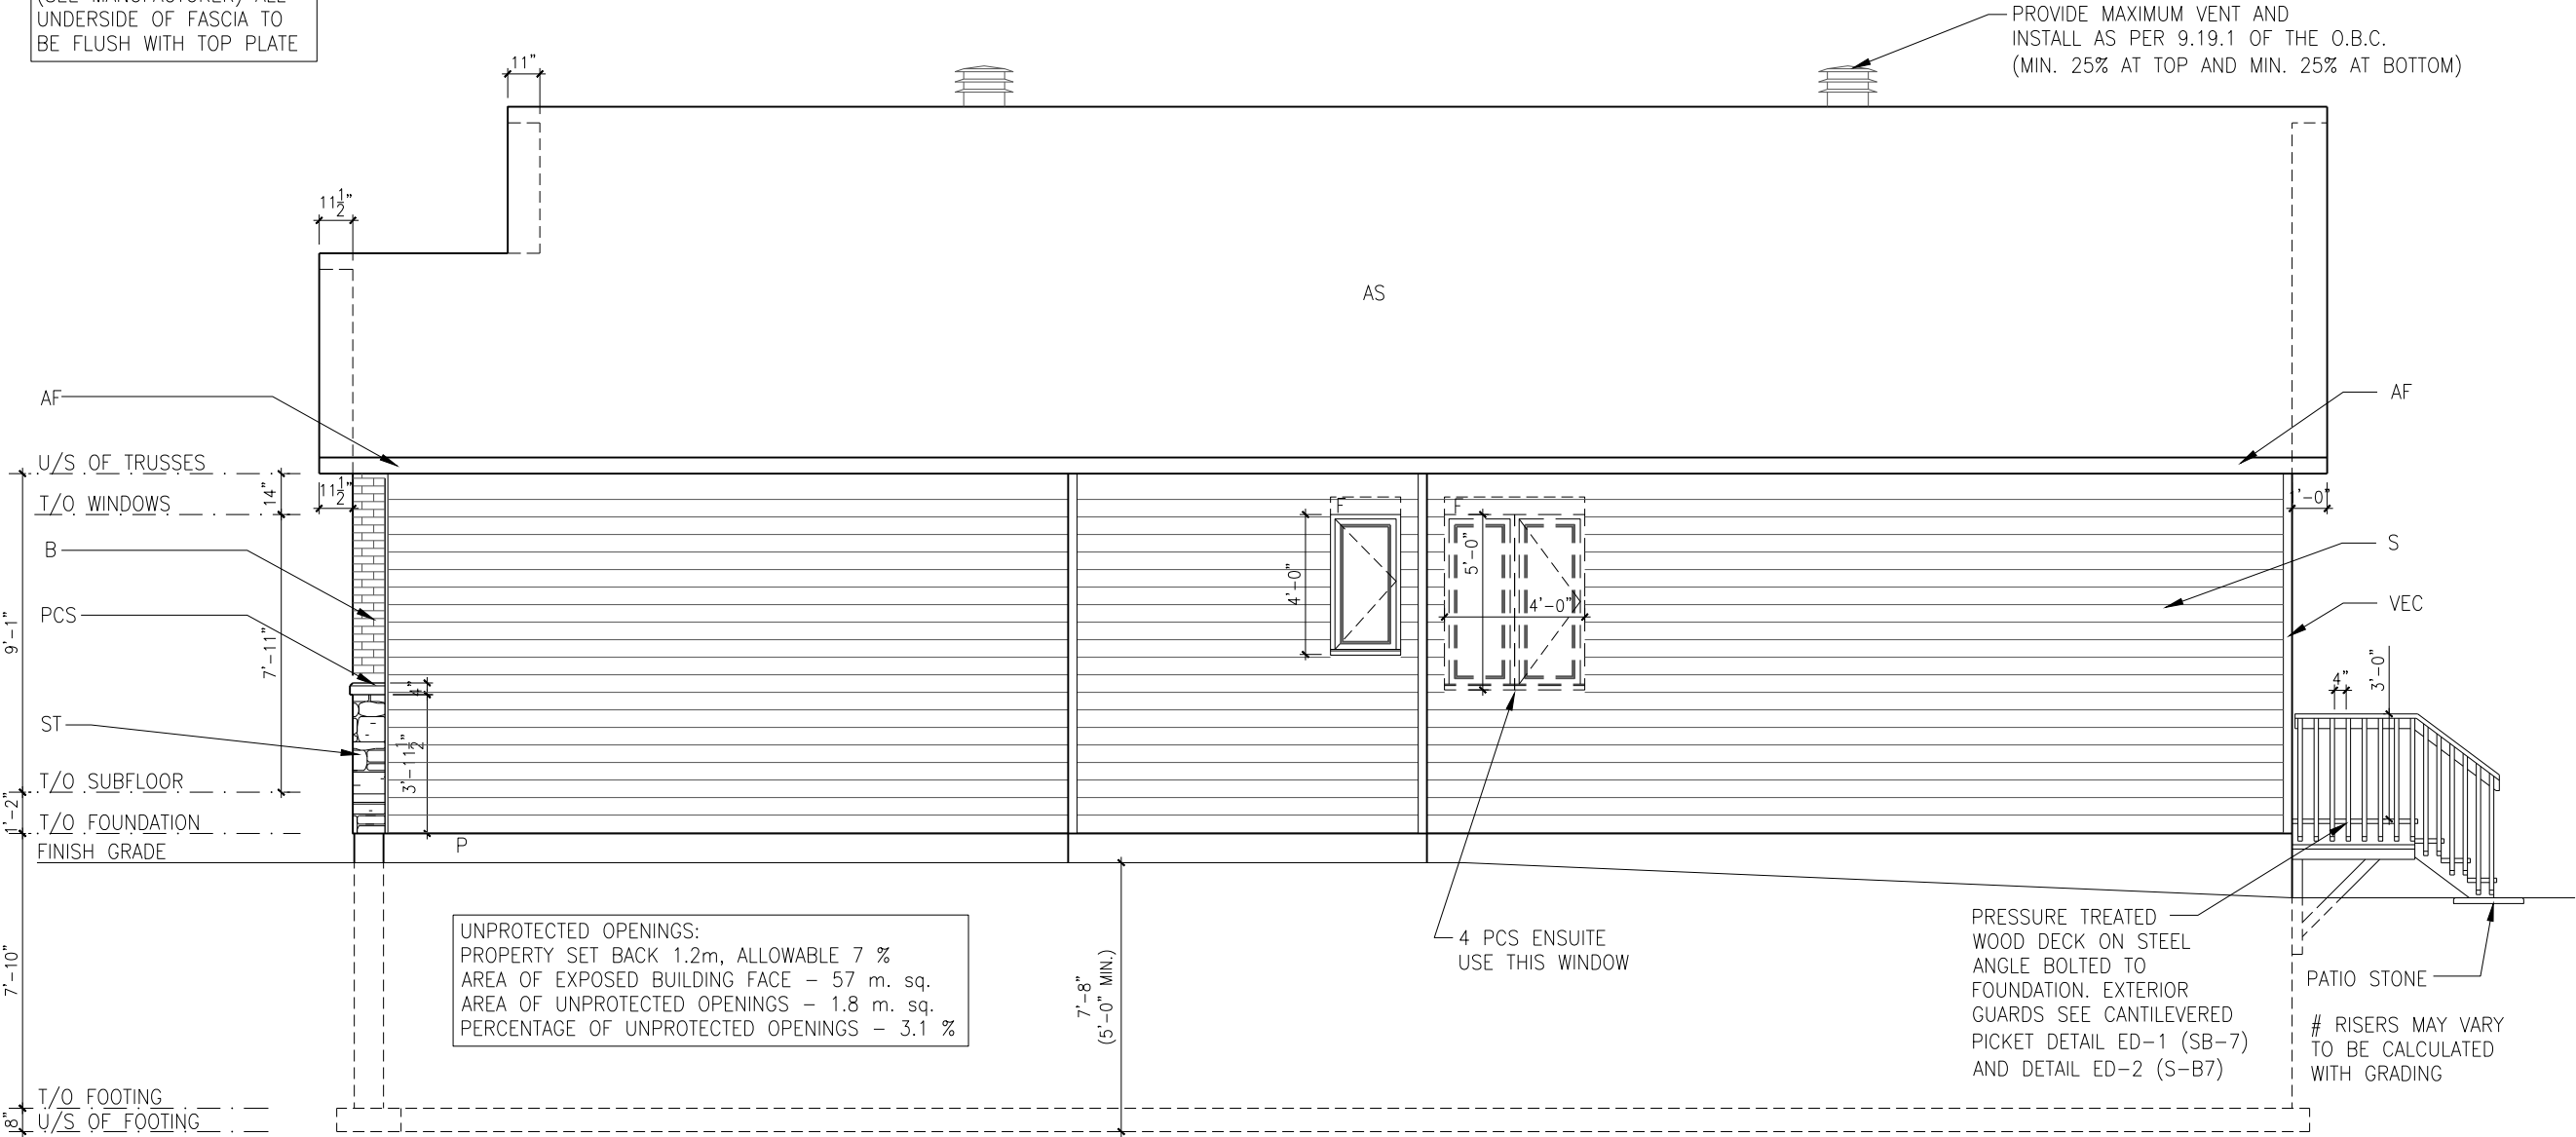 UNDERSIDE OF FASCIA TO
BE FLUSH WITH TOP PLATE
PROVIDE MAXIMUM VENT AND
INSTALL AS PER 9.19.1 OF THE O.B.C.
(MIN. 25% AT TOP AND MIN. 25% AT BOTTOM)
11"
11 1/2"
AS
AF
AF
U/S OF TRUSSES
T/O WINDOWS
14"
11 1/2"
F
F
1'-0"
B
S
PCS
VEC
9'-1"
7'-11"
4'-0"
5'-0"
4'-0"
4"
3'-11 1/2"
ST
4"
3'-0"
T/O SUBFLOOR
1'-2"
T/O FOUNDATION
FINISH GRADE
P
UNPROTECTED OPENINGS:
PROPERTY SET BACK 1.2m, ALLOWABLE 7 %
AREA OF EXPOSED BUILDING FACE - 57 m. sq.
AREA OF UNPROTECTED OPENINGS - 1.8 m. sq.
PERCENTAGE OF UNPROTECTED OPENINGS - 3.1 %
7'-10"
7'-8"
(5'-0" MIN.)
4 PCS ENSUITE
USE THIS WINDOW
PRESSURE TREATED
WOOD DECK ON STEEL
ANGLE BOLTED TO
FOUNDATION. EXTERIOR
GUARDS SEE CANTILEVERED
PICKET DETAIL ED-1 (SB-7)
AND DETAIL ED-2 (S-B7)
PATIO STONE
# RISERS MAY VARY
TO BE CALCULATED
WITH GRADING
T/O FOOTING
8"
U/S OF FOOTING